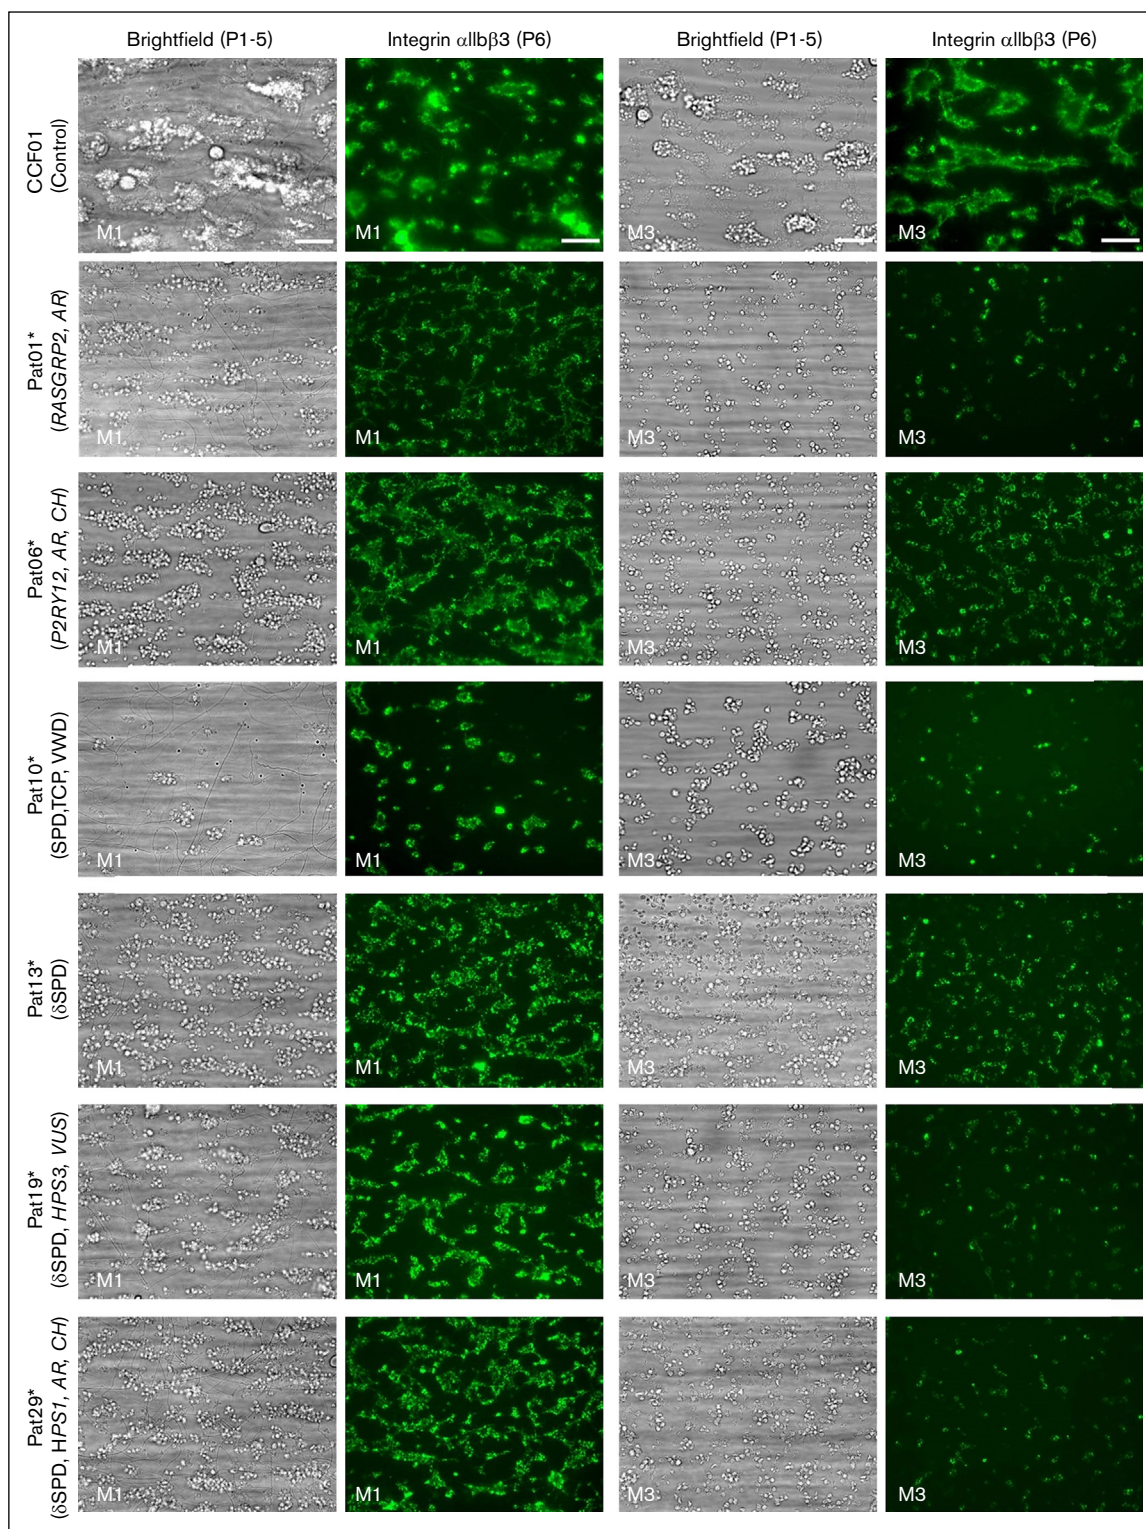 Brightfield (P1-5) Integrin αIIbβ3 (P6) Brightfield (P1-5) Integrin αIIbβ3 (P6)
CCF01
(Control)
M1 M1 M3 M3
Pat01*
(RASGRP2, AR)
M1 M1 M3 M3
Pat06*
(P2RY12, AR, CH)
M1 M1 M3 M3
Pat10*
(SPD,TCP, VWD)
M1 M1 M3 M3
Pat13*
(δSPD)
M1 M1 M3 M3
Pat19*
(δSPD, HPS3, VUS)
M1 M1 M3 M3
Pat29*
(δSPD, HPS1, AR, CH)
M1 M1 M3 M3